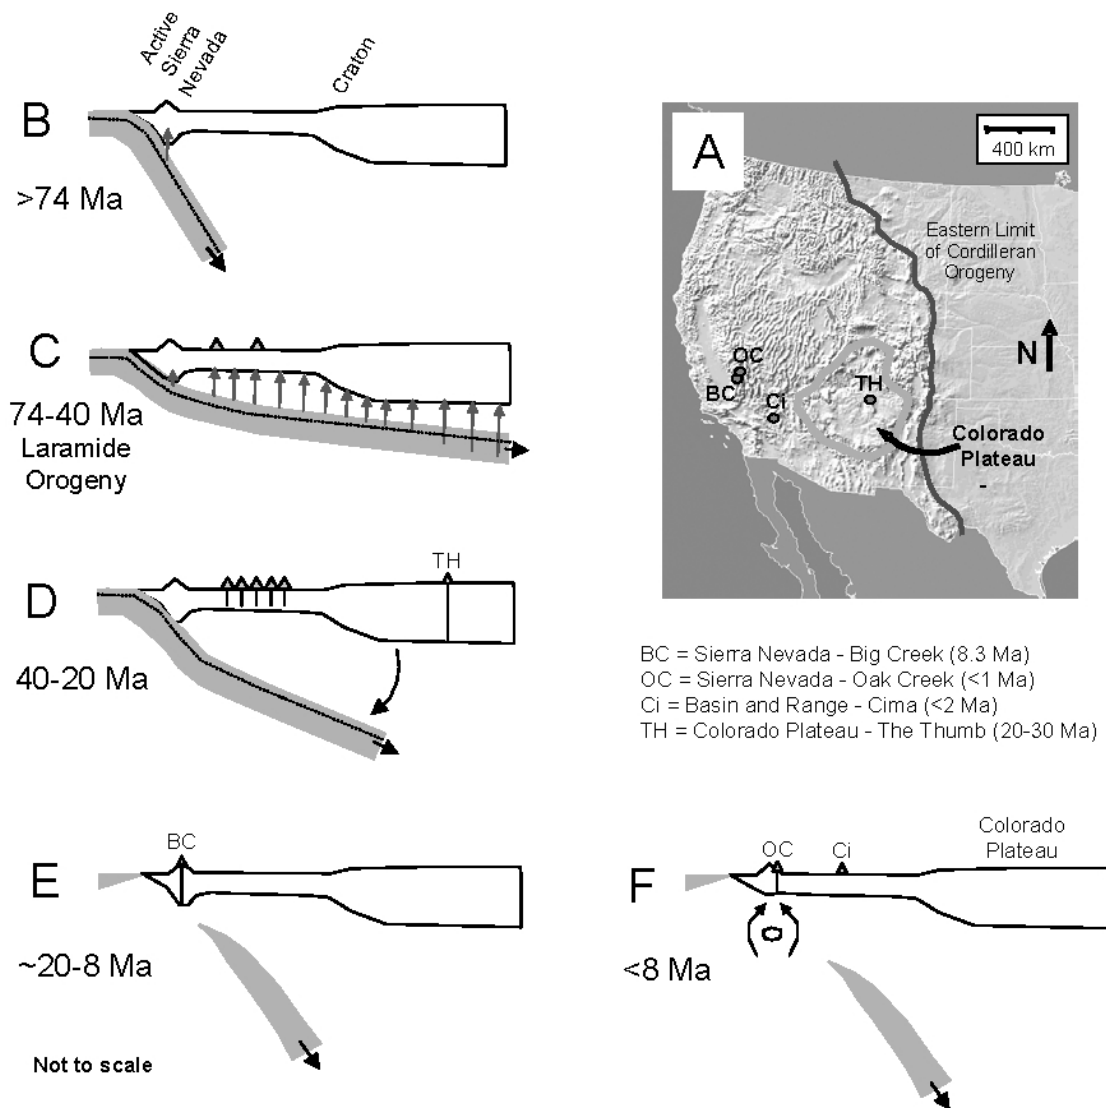 Active
Sierra
Nevada
Craton
B
>74 Ma
A
400 km
Eastern Limit
of Cordilleran
Orogeny
N
OC
BC
Ci
TH
Colorado
Plateau
-
C
74-40 Ma
Laramide
Orogeny
D
TH
40-20 Ma
BC = Sierra Nevada - Big Creek (8.3 Ma)
OC = Sierra Nevada - Oak Creek (<1 Ma)
Ci = Basin and Range - Cima (<2 Ma)
TH = Colorado Plateau - The Thumb (20-30 Ma)
E
BC
~20-8 Ma
Not to scale
F
OC
Ci
Colorado
Plateau
<8 Ma